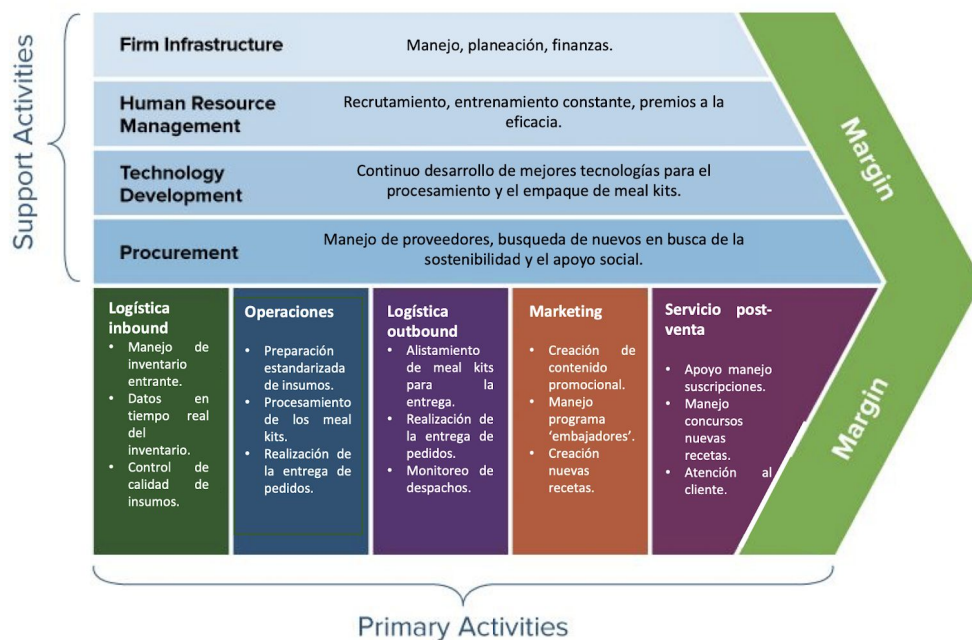 Support Activities
Firm Infrastructure
Manejo, planeación, finanzas.
Human Resource
Management
Recrutamiento, entrenamiento constante, premios a la
eficacia.
Technology
Development
Continuo desarrollo de mejores tecnologías para el
procesamiento y el empaque de meal kits.
Procurement
Manejo de proveedores, busqueda de nuevos en busca de la
sostenibilidad y el apoyo social.
Margin
Margin
Logística
inbound
• Manejo de
inventario
entrante.
• Datos en
tiempo real
del
inventario.
• Control de
calidad de
insumos.
Operaciones
• Preparación
estandarizada
de insumos.
• Procesamiento
de los meal
kits.
• Realización de
la entrega de
pedidos.
Logística
outbound
• Alistamiento
de meal kits
para la
entrega.
• Realización de
la entrega de
pedidos.
• Monitoreo de
despachos.
Marketing
• Creación de
contenido
promocional.
• Manejo
programa
‘embajadores’.
• Creación
nuevas
recetas.
Servicio post-
venta
• Apoyo manejo
suscripciones.
• Manejo
concursos
nuevas
recetas.
• Atención al
cliente.
Primary Activities